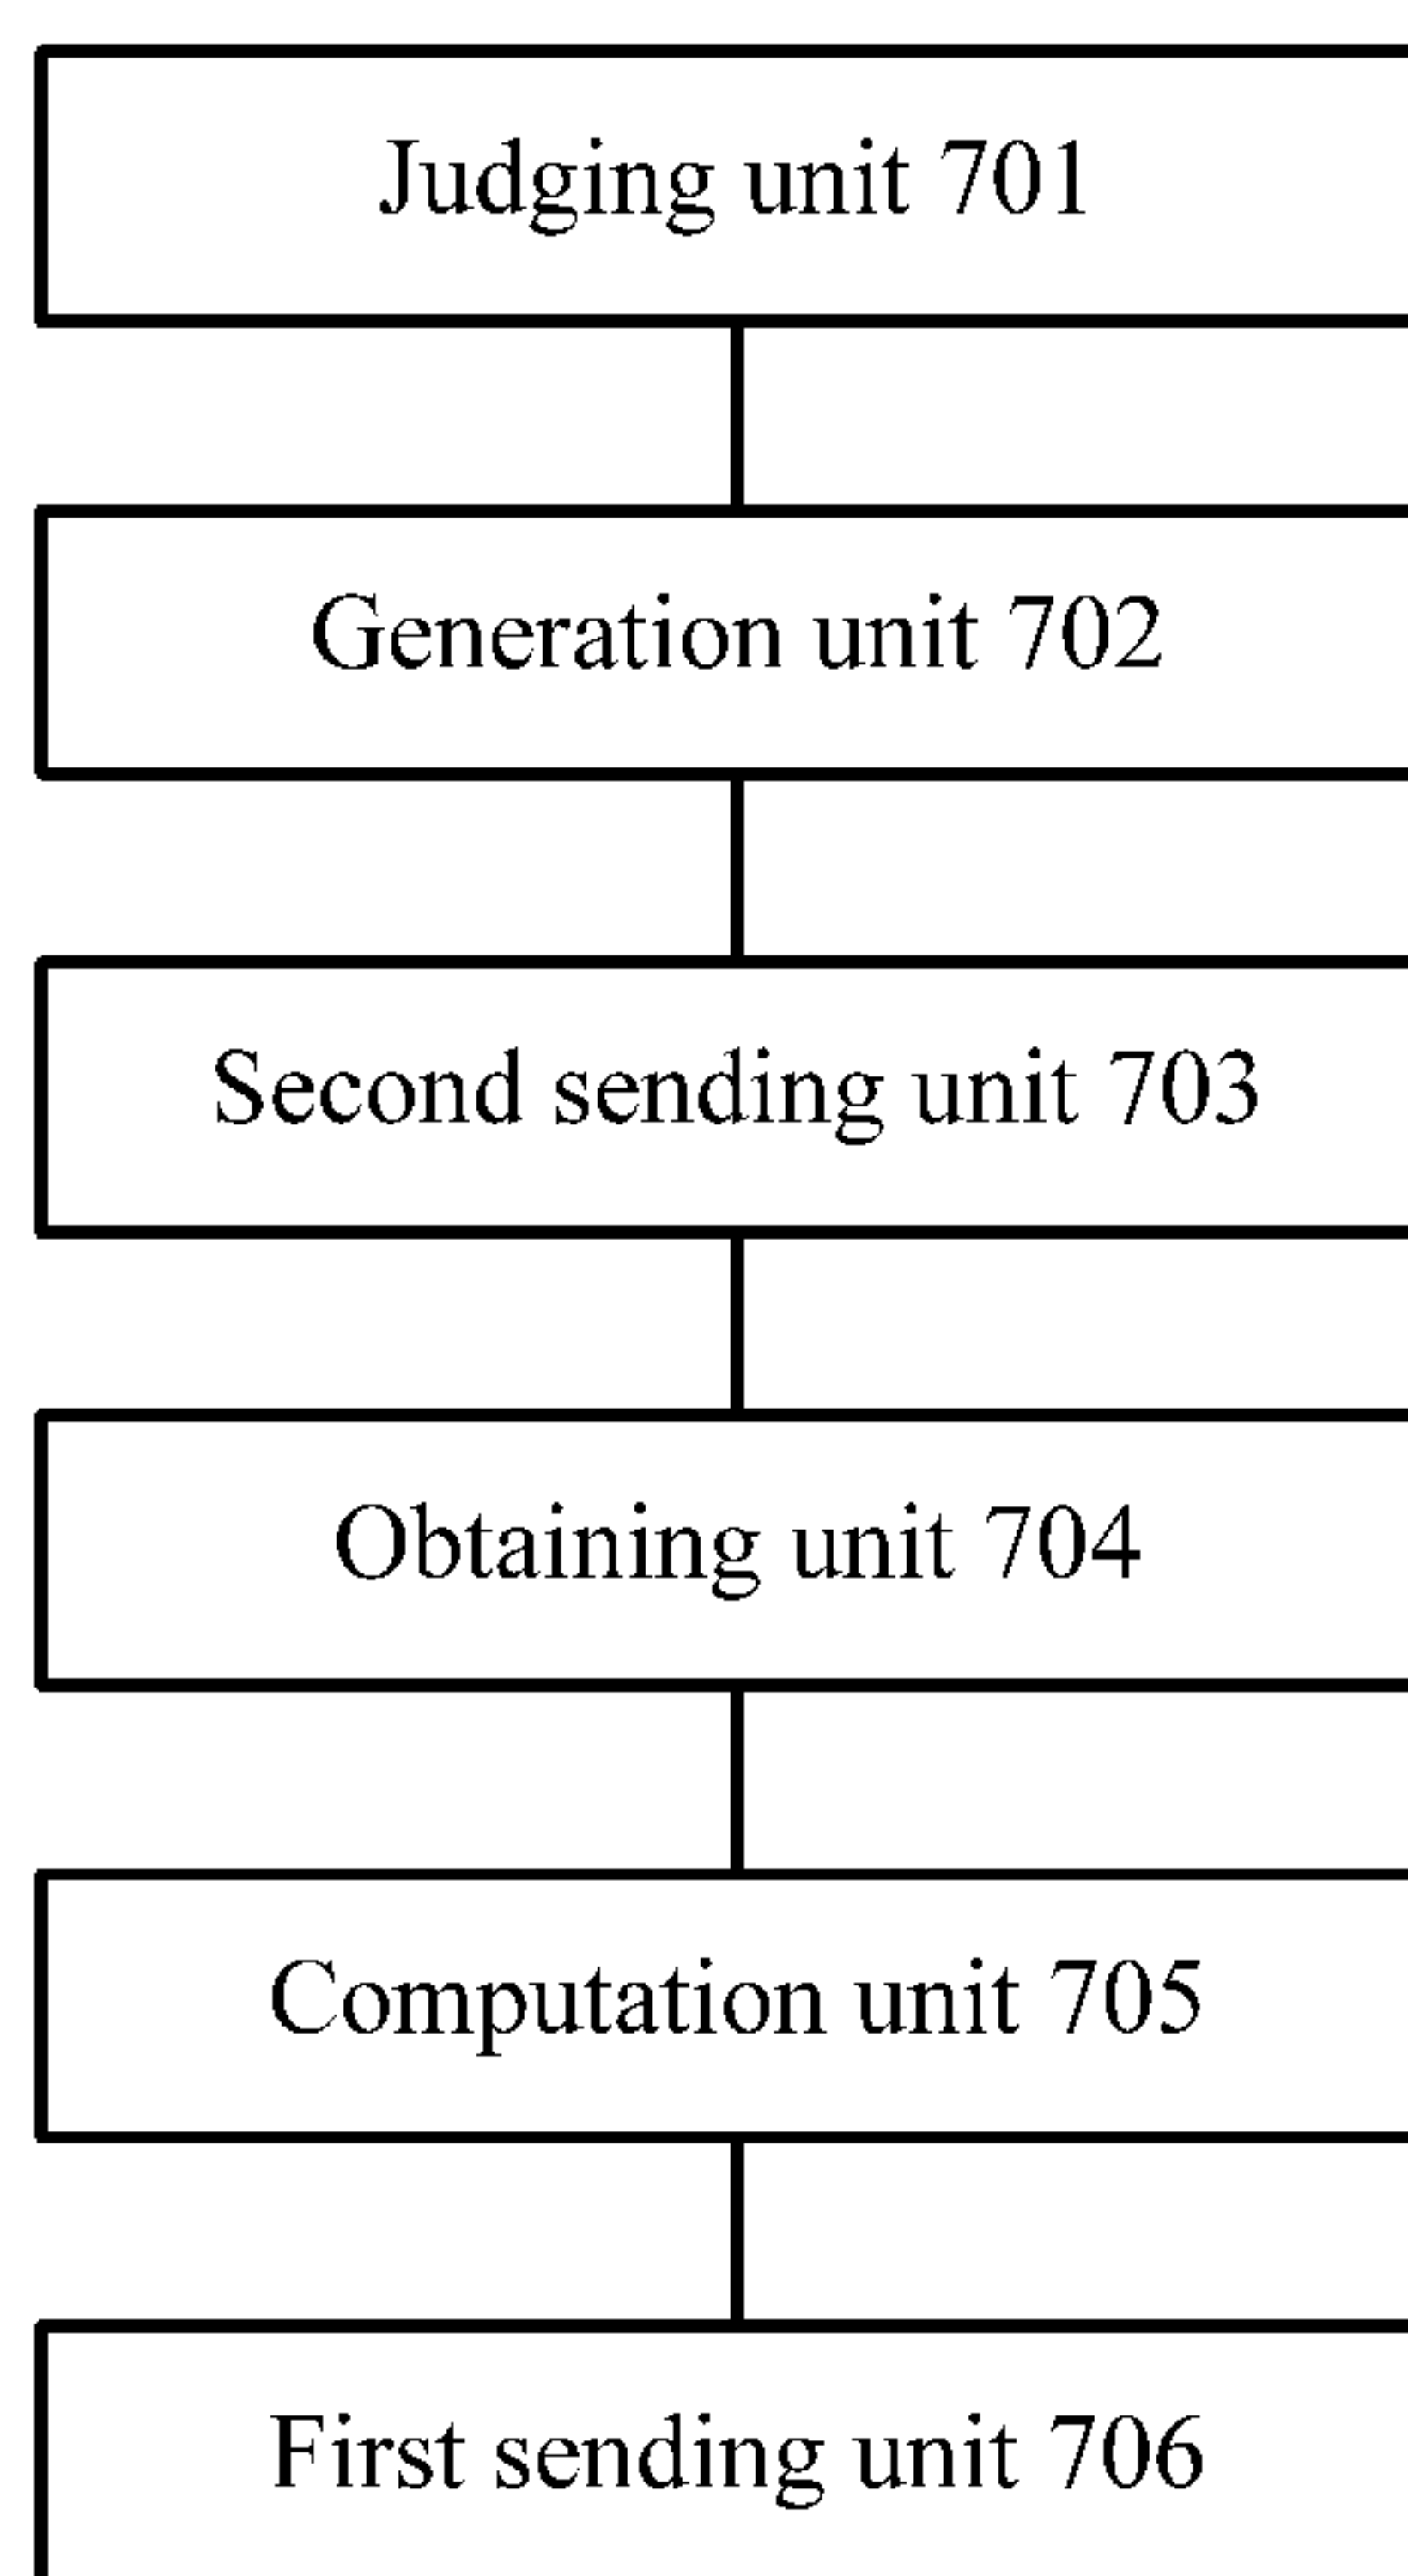 Judging unit 701
Generation unit 702
Second sending unit 703
Obtaining unit 704
Computation unit 705
First sending unit 706